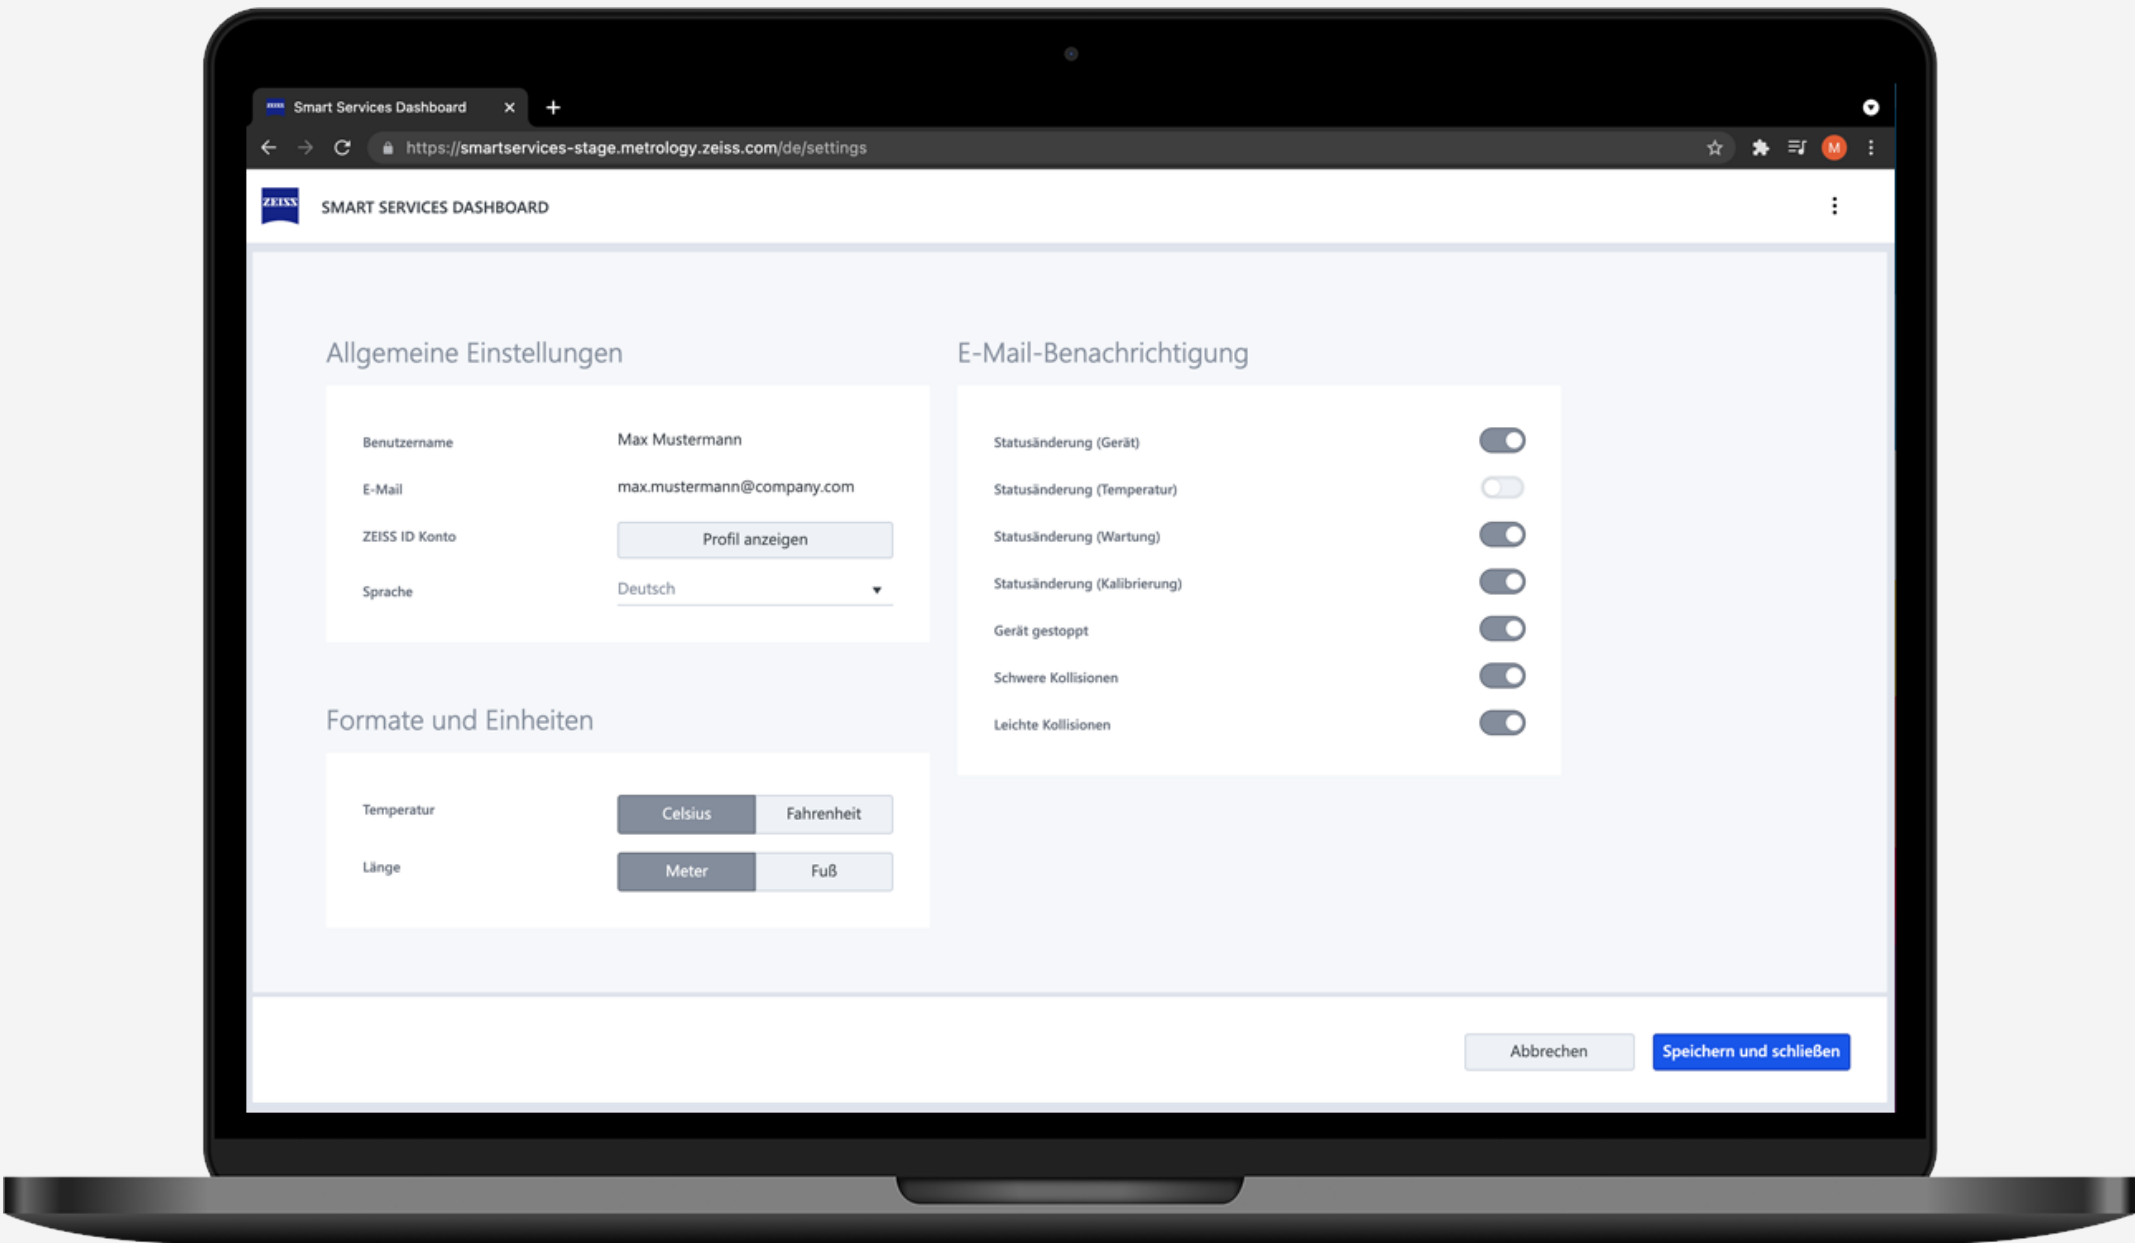 Smart Services Dashboard
https://smartservices-stage.metrology.zeiss.com/de/settings
M
ZEISS
SMART SERVICES DASHBOARD
Allgemeine Einstellungen
Benutzername
Max Mustermann
E-Mail
max.mustermann@company.com
ZEISS ID Konto
Profil anzeigen
Sprache
Deutsch
Formate und Einheiten
Temperatur
Celsius
Fahrenheit
Länge
Meter
Fuß
E-Mail-Benachrichtigung
Statusänderung (Gerät)
Statusänderung (Temperatur)
Statusänderung (Wartung)
Statusänderung (Kalibrierung)
Gerät gestoppt
Schwere Kollisionen
Leichte Kollisionen
Abbrechen
Speichern und schließen